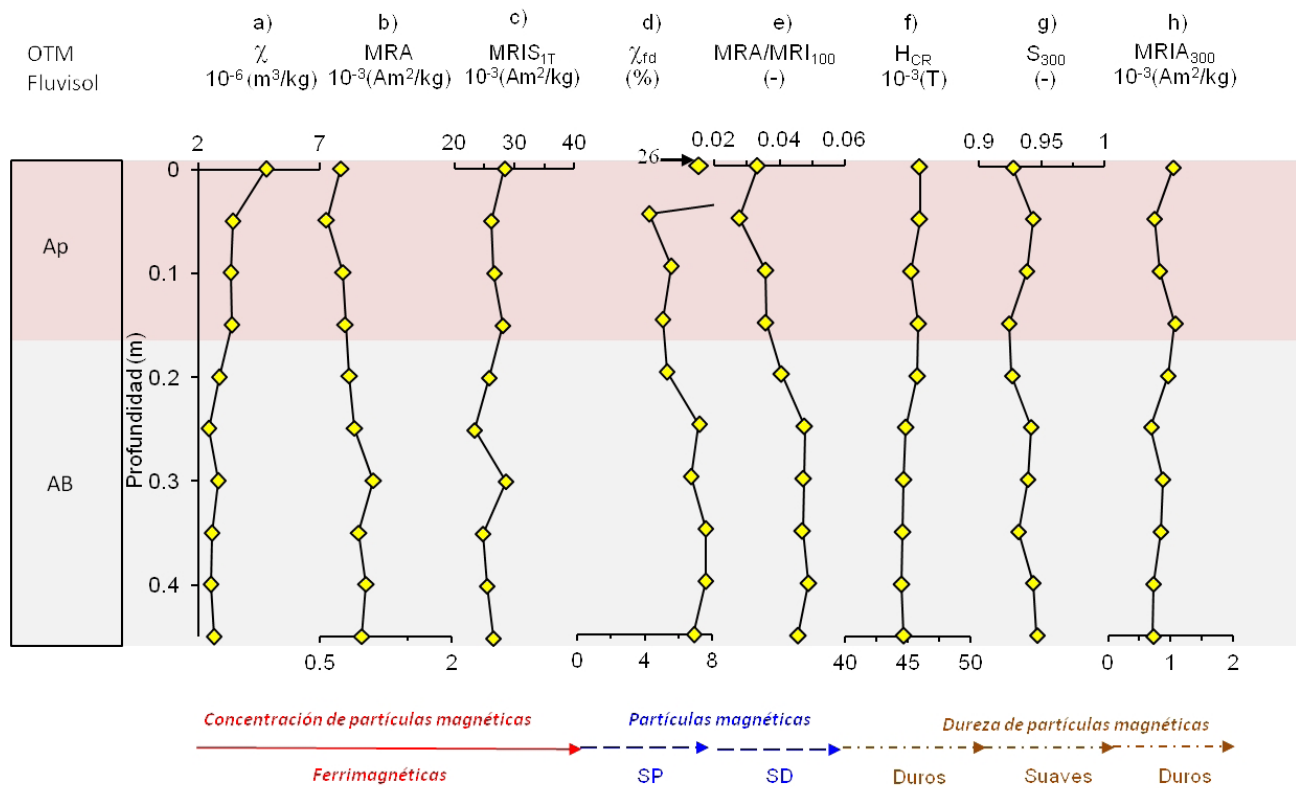 a) b) c) d) e) f) g) h)
OTM χ MRA MRIS1T χfd MRA/MRI100 HCR S300 MRIA300
Fluvisol 10-6 (m3/kg) 10-3(Am2/kg) 10-3(Am2/kg) (%) (-) 10-3(T) (-) 10-3(Am2/kg)
2 7 20 30 40 0.02 0.04 0.06 0.9 0.95 1
26
0
Ap
0.1
Profundidad (m)
0.2
AB
0.3
0.4
0.5 2 0 4 8 40 45 50 0 1 2
Concentración de partículas magnéticas Partículas magnéticas Dureza de partículas magnéticas
Ferrimagnéticas SP SD Duros Suaves Duros